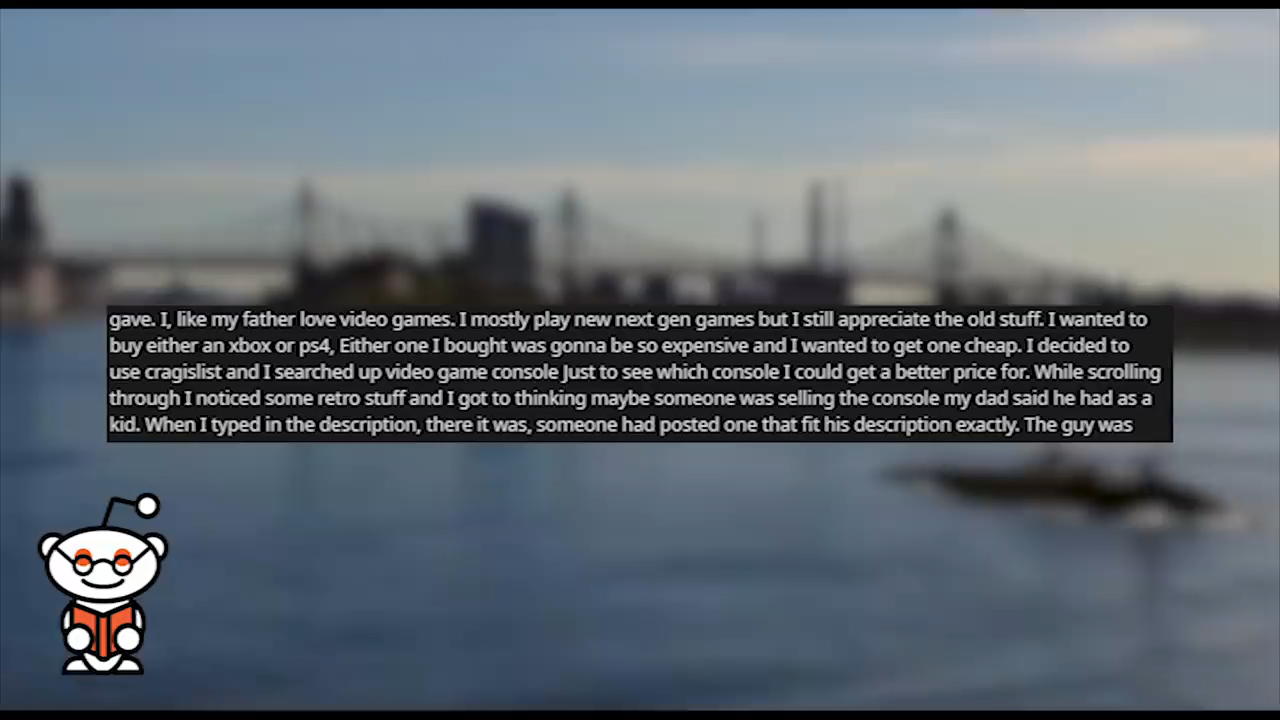 gave. I, like my father love video games. I mostly play new next gen games but I still appreciate the old stuff. I wanted to
buy either an xbox or ps4, Either one I bought was gonna be so expensive and I wanted to get one cheap. I decided to
use cragislist and I searched up video game console Just to see which console I could get a better price for. While scrolling
through I noticed some retro stuff and I got to thinking maybe someone was selling the console my dad said he had as a
kid. When I typed in the description, there it was, someone had posted one that fit his description exactly. The guy was